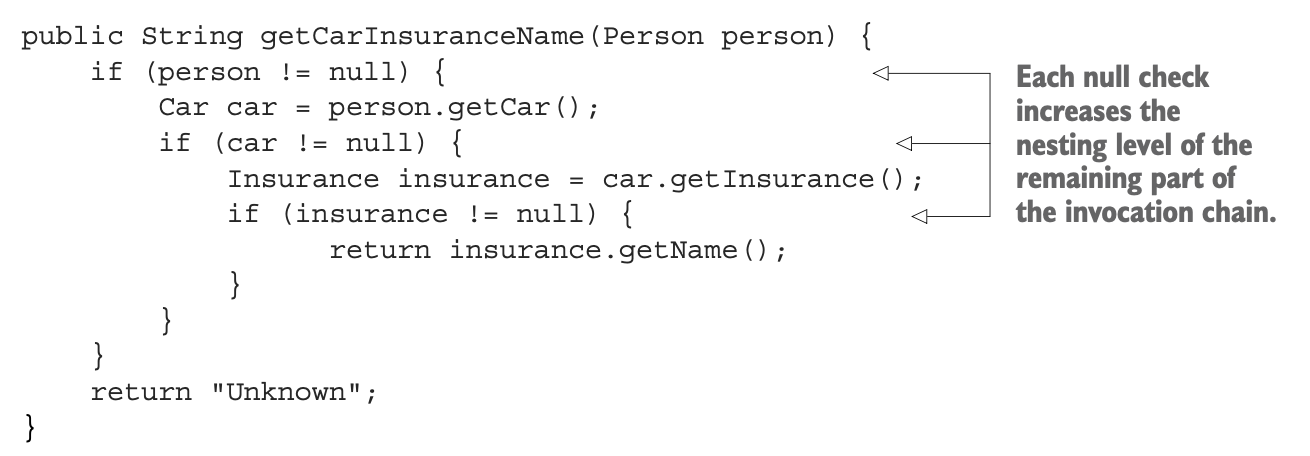 public String getCarInsuranceName(Person person) {
if (person != null) {
Car car = person.getCar();
if (car != null) {
Insurance insurance = car.getInsurance();
if (insurance != null) {
return insurance.getName();
}
}
}
return "Unknown";
}
Each null check
increases the
nesting level of the
remaining part of
the invocation chain.